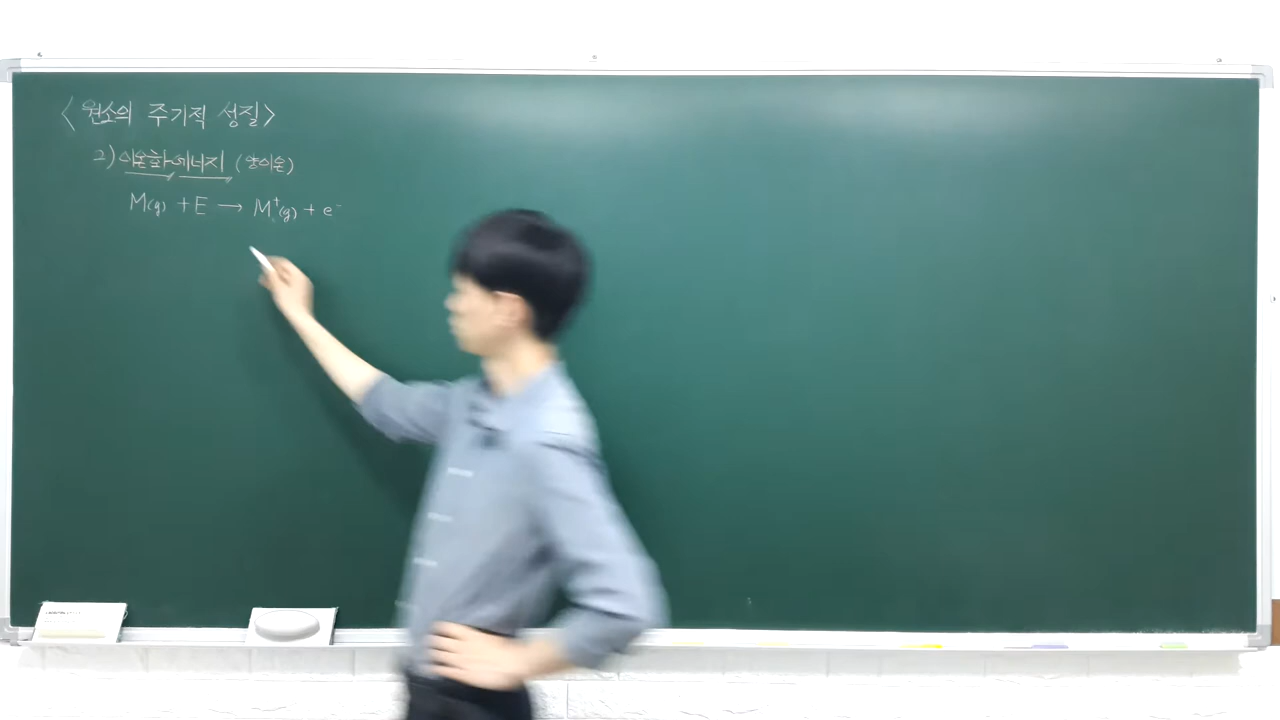 <원소의 주기적 성질>
2) 이온화 에너지 (양이온)
M(g) + E → M⁺(g) + e⁻